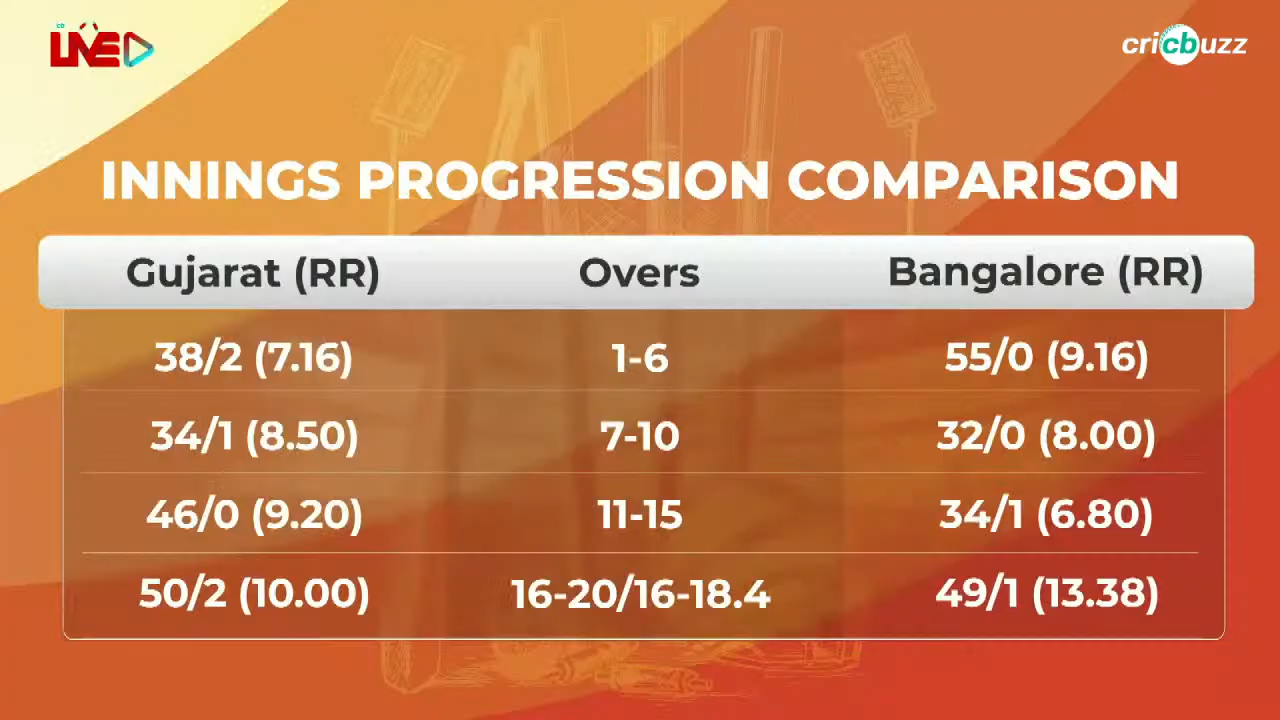 cb
LIVE
cricbuzz
INNINGS PROGRESSION COMPARISON
Gujarat (RR) Overs Bangalore (RR)
38/2 (7.16) 1-6 55/0 (9.16)
34/1 (8.50) 7-10 32/0 (8.00)
46/0 (9.20) 11-15 34/1 (6.80)
50/2 (10.00) 16-20/16-18.4 49/1 (13.38)